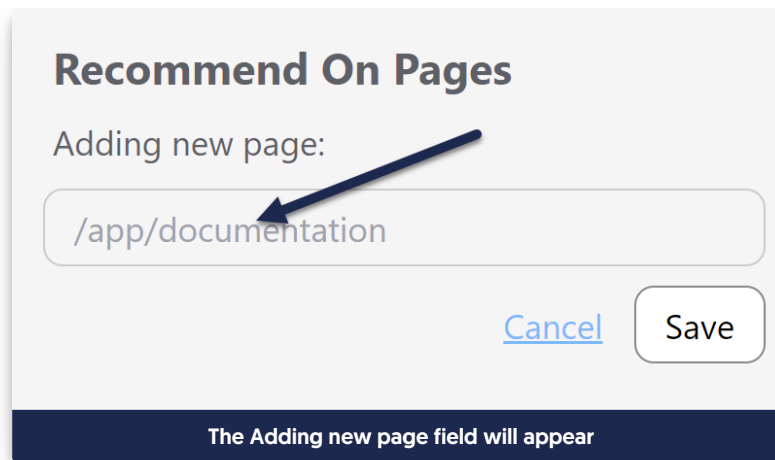 Recommend On Pages
Adding new page:
/app/documentation
Cancel
Save
The Adding new page field will appear